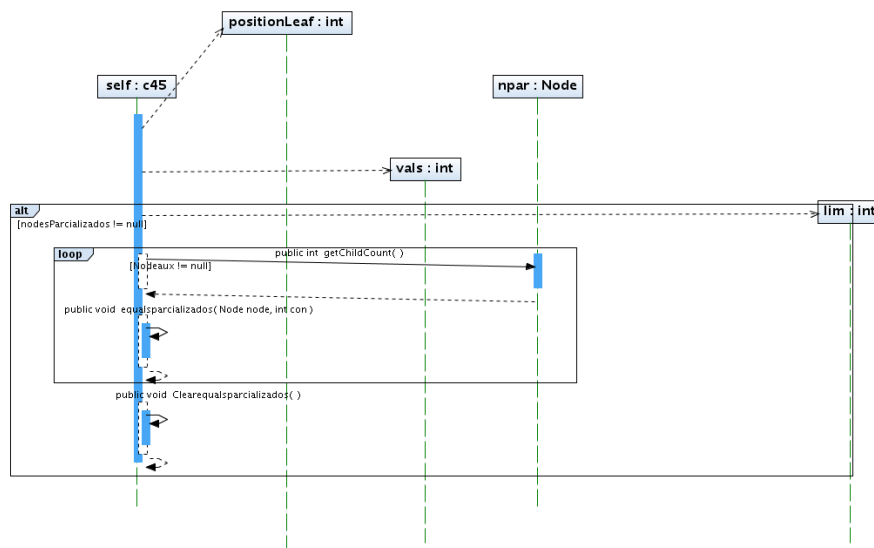 positionLeaf : int
self : c45
npar : Node
vals : int
alt
lim : int
[nodesParcializados != null]
loop
public int getChildCount( )
[Nodeaux != null]
public void equalsparcializados( Node node, int con )
public void Clearequalsparcializados( )